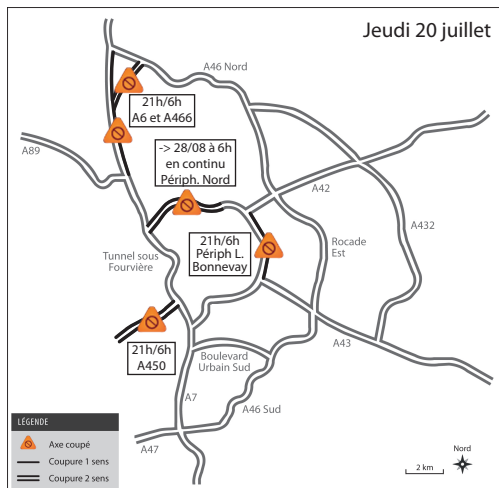 Jeudi 20 juillet
A46 Nord
21h/6h
A6 et A466
A89
-> 28/08 à 6h
en continu
Périph. Nord
A42
A432
21h/6h
Périph L.
Bonnevay
Rocade
Est
Tunnel sous
Fourvière
21h/6h
A450
Boulevard
Urbain Sud
A43
A7
A46 Sud
A47
LÉGENDE
Axe coupé
Coupure 1 sens
Coupure 2 sens
2 km
Nord